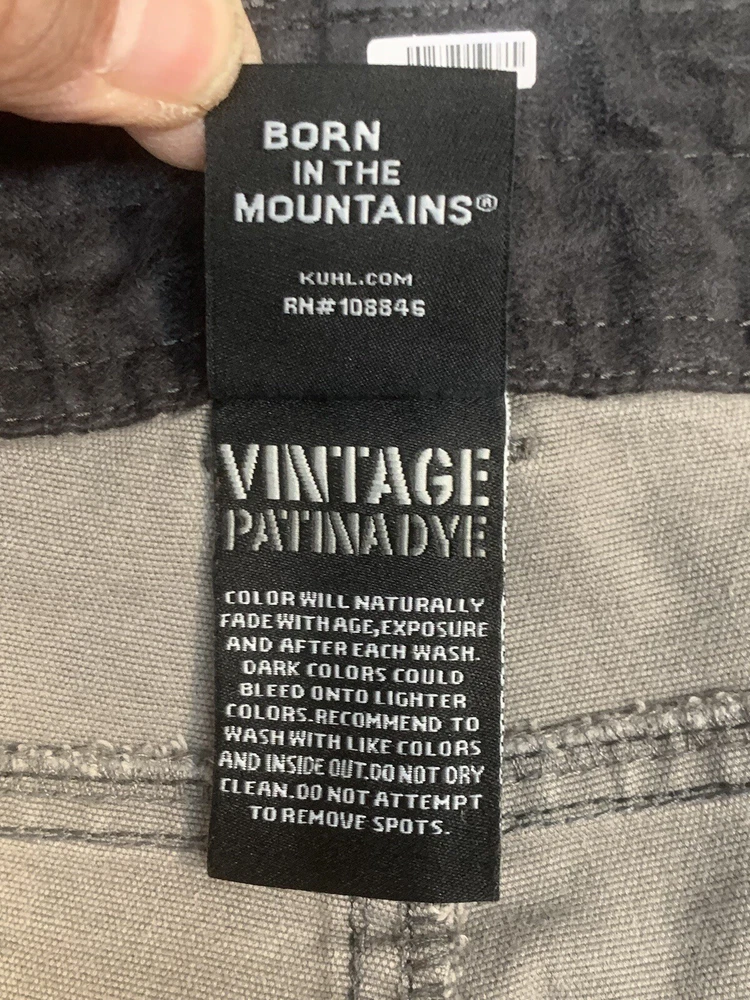 BORN
IN THE
MOUNTAINS®
KUHL.COM
RN#108846
VINTAGE
PATINA DYE
COLOR WILL NATURALLY
FADE WITH AGE,EXPOSURE
AND AFTER EACH WASH.
DARK COLORS COULD
BLEED ONTO LIGHTER
COLORS.RECOMMEND TO
WASH WITH LIKE COLORS
AND INSIDE OUT.DO NOT DRY
CLEAN.DO NOT ATTEMPT
TO REMOVE SPOTS.